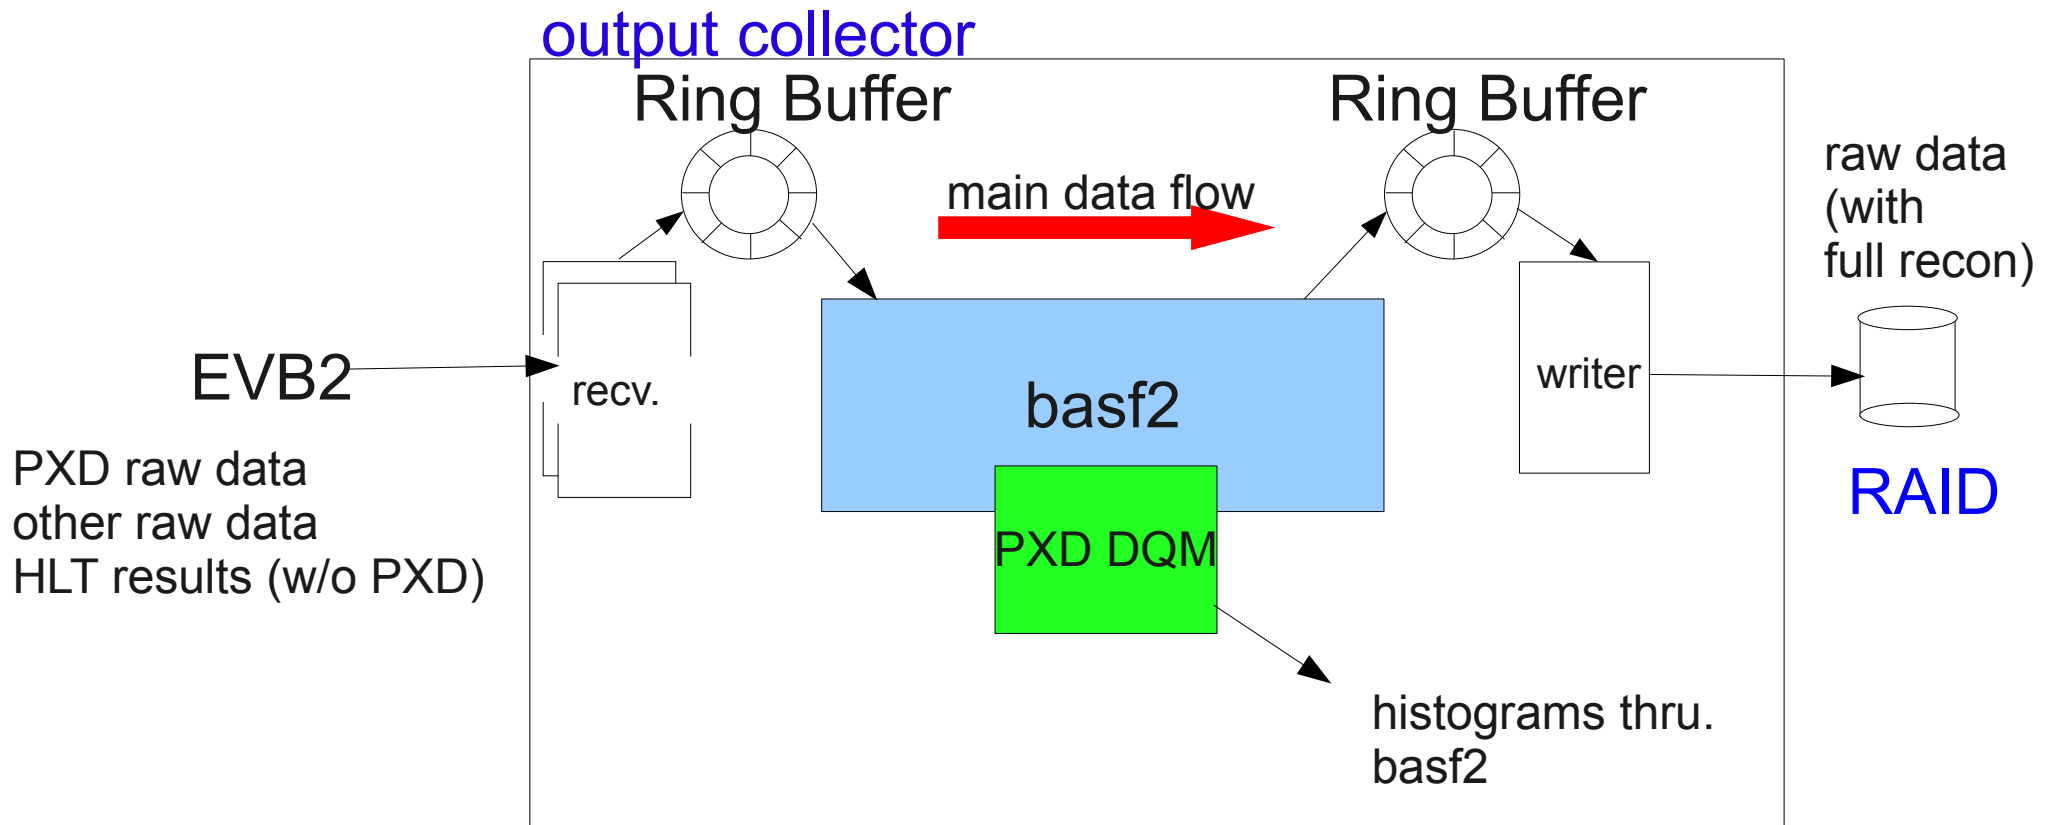 output collector
Ring Buffer
Ring Buffer
main data flow
raw data
(with
full recon)
EVB2
recv.
basf2
writer
PXD raw data
other raw data
HLT results (w/o PXD)
PXD DQM
RAID
histograms thru.
basf2